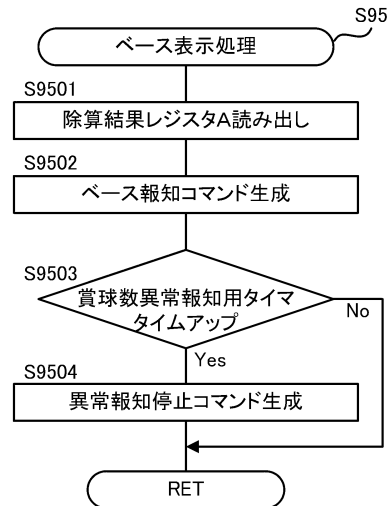 S95
ベース表示処理
S9501
除算結果レジスタA読み出し
S9502
ベース報知コマンド生成
S9503
賞球数異常報知用タイマ
タイムアップ
No
Yes
S9504
異常報知停止コマンド生成
RET